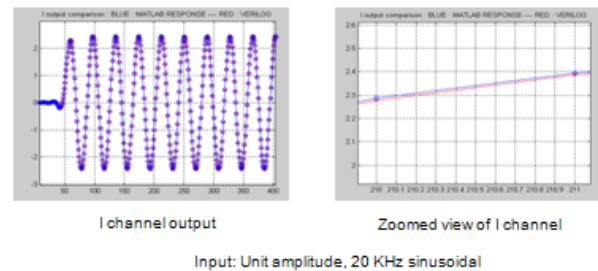 I output comparison : BLUE : MATLAB RESPONSE --- RED : VERILOG
2
1
0
-1
-2
-3
50 100 150 200 250 300 350 400
I output comparison : BLUE : MATLAB RESPONSE --- RED : VERILOG
2.6
2.5
2.4
2.3
2.2
2.1
2
210 210.1 210.2 210.3 210.4 210.5 210.6 210.7 210.8 210.9 211
I channel output
Zoomed view of I channel
Input: Unit amplitude, 20 KHz sinusoidal